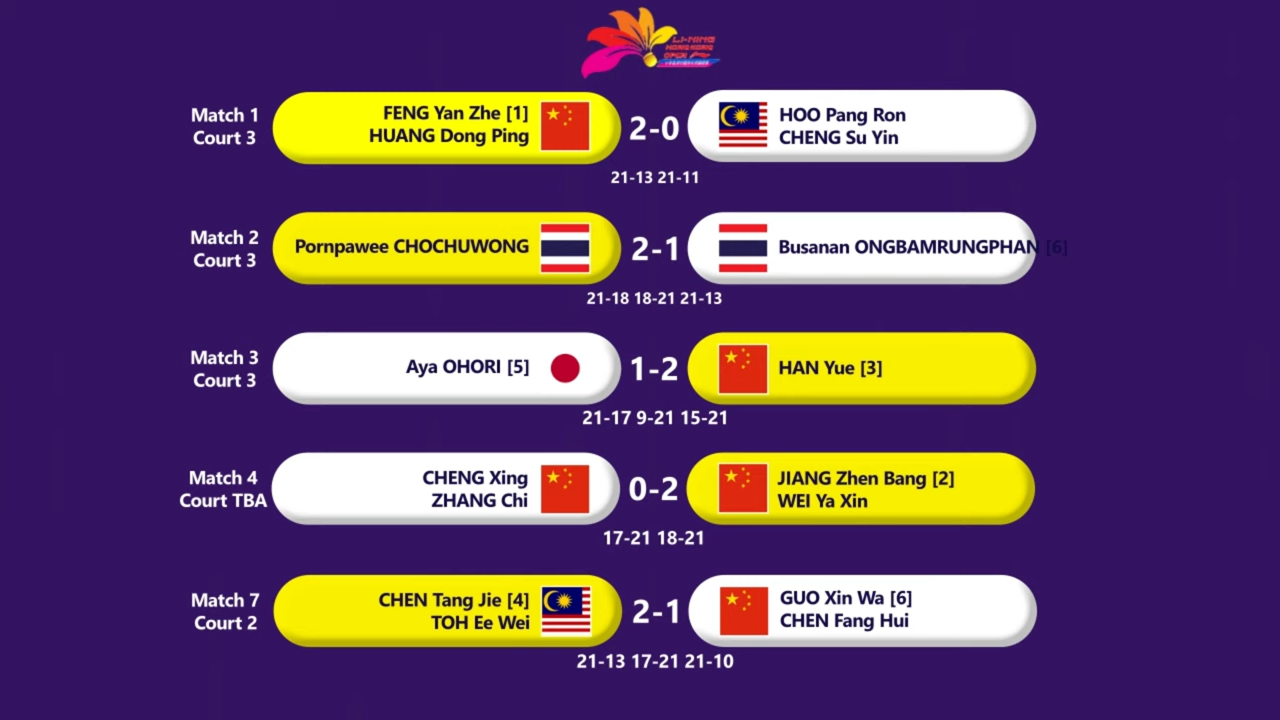 LI-NING
HONG KONG
OPEN
Match 1
Court 3
FENG Yan Zhe [1]
HUANG Dong Ping
2-0
HOO Pang Ron
CHENG Su Yin
21-13 21-11
Match 2
Court 3
Pornpawee CHOCHUWONG
2-1
Busanan ONGBAMRUNGPHAN [6]
21-18 18-21 21-13
Match 3
Court 3
Aya OHORI [5]
1-2
HAN Yue [3]
21-17 9-21 15-21
Match 4
Court TBA
CHENG Xing
ZHANG Chi
0-2
JIANG Zhen Bang [2]
WEI Ya Xin
17-21 18-21
Match 7
Court 2
CHEN Tang Jie [4]
TOH Ee Wei
2-1
GUO Xin Wa [6]
CHEN Fang Hui
21-13 17-21 21-10